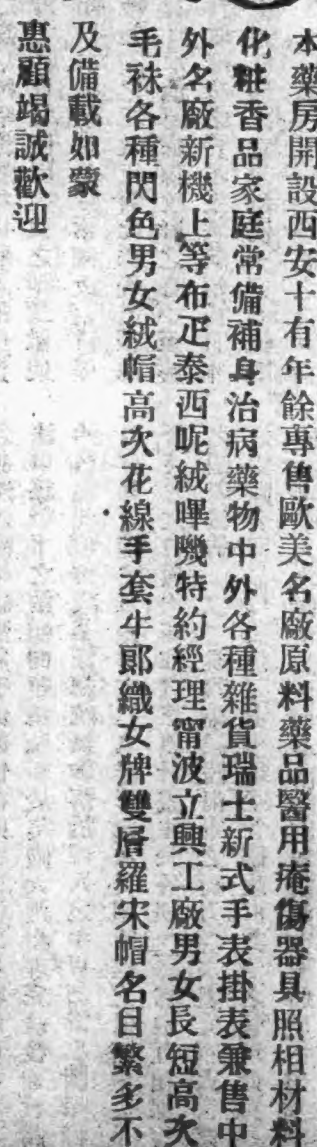 本藥房開設西安十有年餘專售歐美名廠原料藥品醫用痷傷器具照相材料
化粧香品家庭常備補身治病藥物中外各種雜貨瑞士新式手表掛表兼售中
外名廠新機上等布疋泰西呢絨嗶嘰特約經理甯波立興工廠男女長短高次
毛袜各種閃色男女絨帽高次花線手套牛郎織女牌雙層羅宋帽名目繁多不
及備載如蒙
惠顧竭誠歡迎